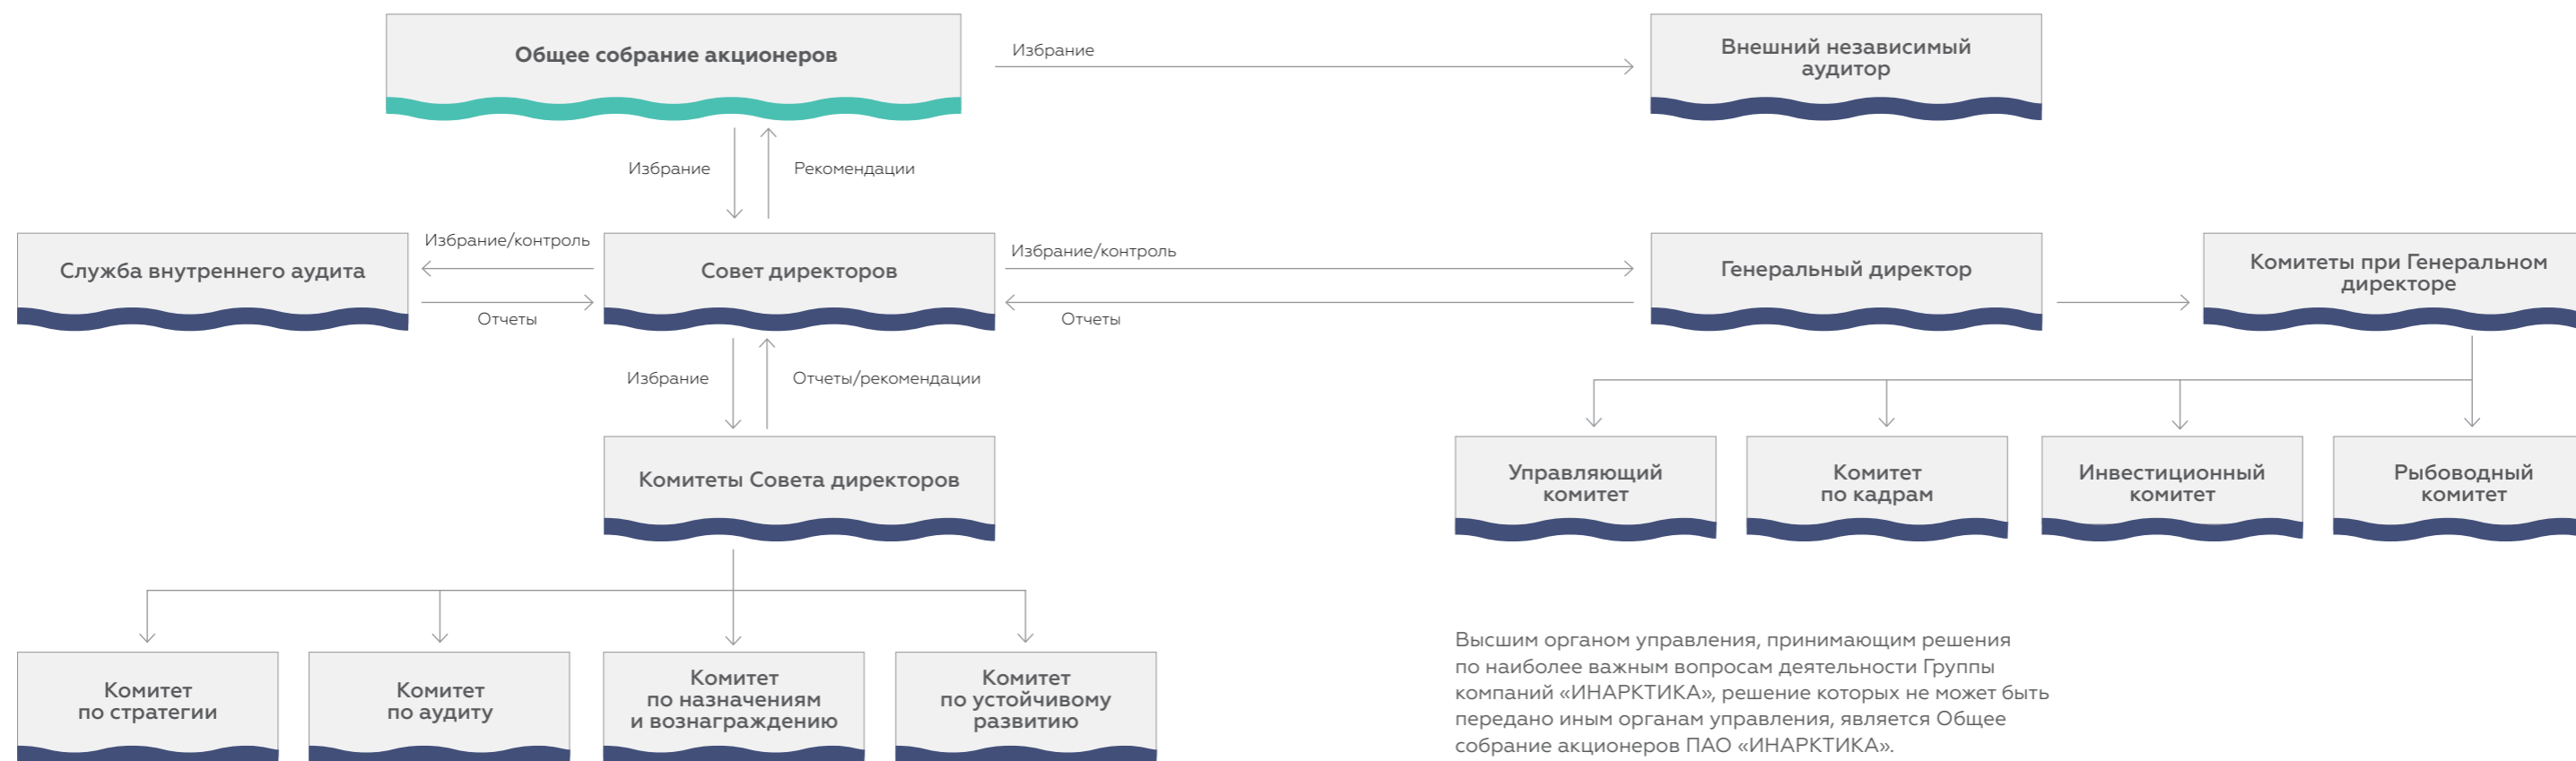 Общее собрание акционеров
Избрание
Внешний независимый
аудитор
Избрание
Рекомендации
Служба внутреннего аудита
Избрание/контроль
Отчеты
Совет директоров
Избрание/контроль
Отчеты
Генеральный директор
Комитеты при Генеральном
директоре
Избрание
Отчеты/рекомендации
Комитеты Совета директоров
Управляющий
комитет
Комитет
по кадрам
Инвестиционный
комитет
Рыбоводный
комитет
Комитет
по стратегии
Комитет
по аудиту
Комитет
по назначениям
и вознаграждению
Комитет
по устойчивому
развитию
Высшим органом управления, принимающим решения
по наиболее важным вопросам деятельности Группы
компаний «ИНАРКТИКА», решение которых не может быть
передано иным органам управления, является Общее
собрание акционеров ПАО «ИНАРКТИКА».